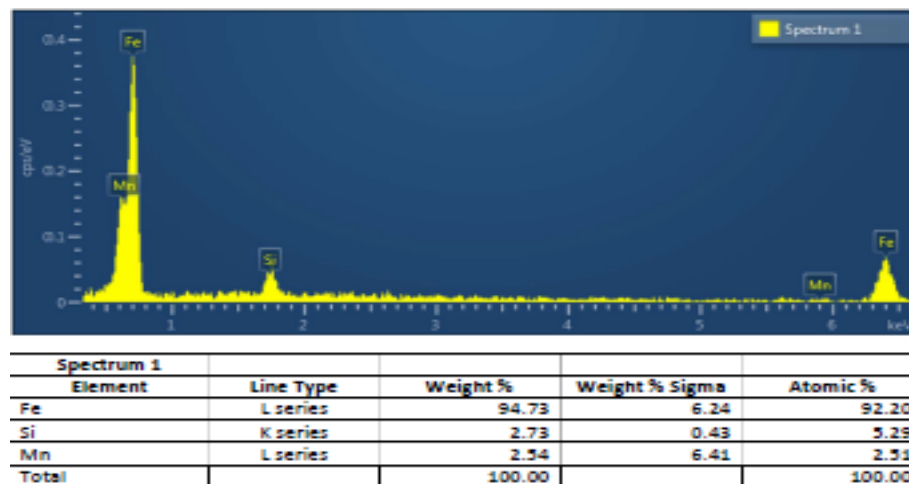 Spectrum 1
0.4
Fe
0.3
cps/eV
0.2
Mn
0.1
Si
Fe
Mn
0
1 2 3 4 5 6 keV
Spectrum 1
Element Line Type Weight % Weight % Sigma Atomic %
Fe L series 94.73 6.24 92.20
Si K series 2.73 0.43 5.29
Mn L series 2.54 6.41 2.51
Total 100.00 100.00